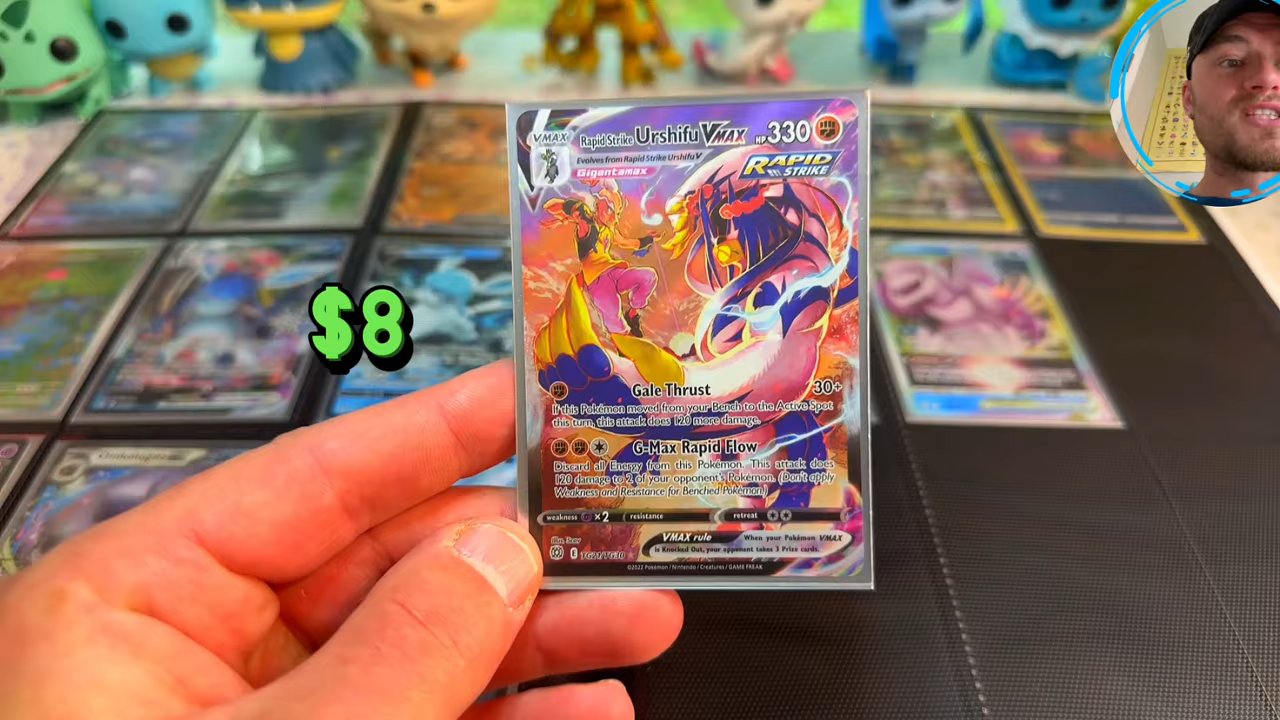 VMAX
Rapid Strike Urshifu VMAX HP 330
Evolves from Rapid Strike Urshifu V
Gigantamax
RAPID
STRIKE
$8
Gale Thrust 30+
If this Pokémon moved from your Bench to the Active Spot
this turn, this attack does 120 more damage.
G-Max Rapid Flow
Discard all Energy from this Pokémon. This attack does
120 damage to 2 of your opponent's Pokémon. (Don't apply
Weakness and Resistance for Benched Pokémon.)
weakness ×2 resistance retreat
VMAX rule When your Pokémon VMAX
is Knocked Out, your opponent takes 3 Prize cards.
Illus.
E TG21/TG30
©2022 Pokémon / Nintendo / Creatures / GAME FREAK